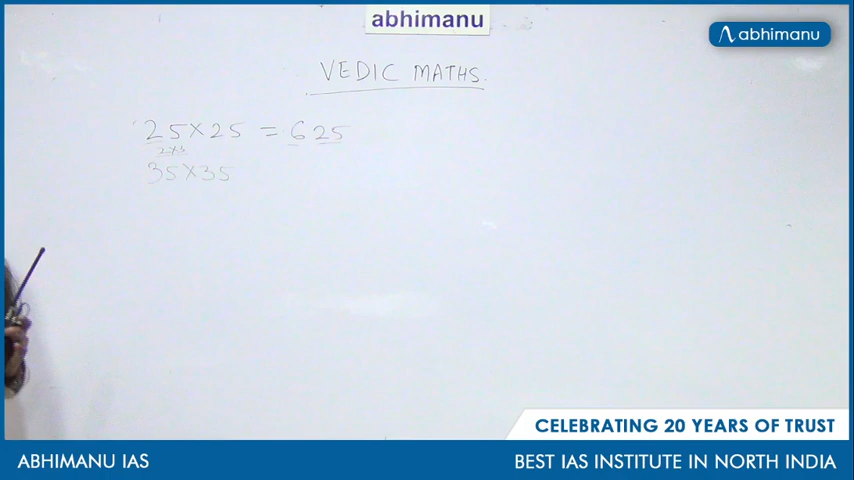 abhimanu
abhimanu
VEDIC MATHS.
25×25 = 625
2×3
35×35
CELEBRATING 20 YEARS OF TRUST
ABHIMANU IAS
BEST IAS INSTITUTE IN NORTH INDIA